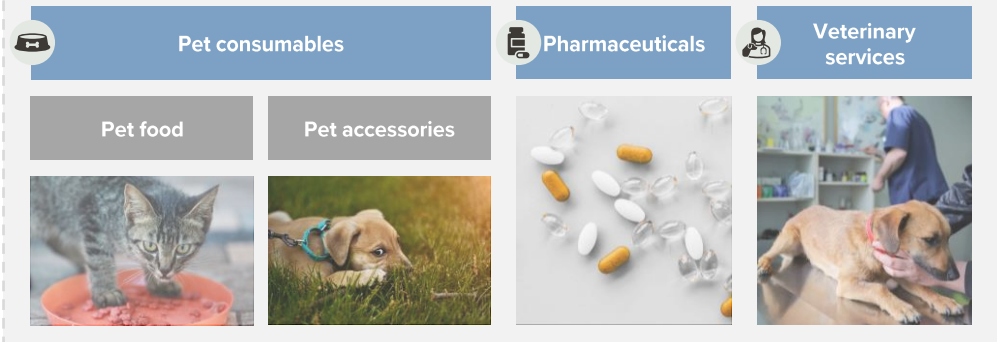 Pet consumables
Pharmaceuticals
Veterinary
services
Pet food
Pet accessories